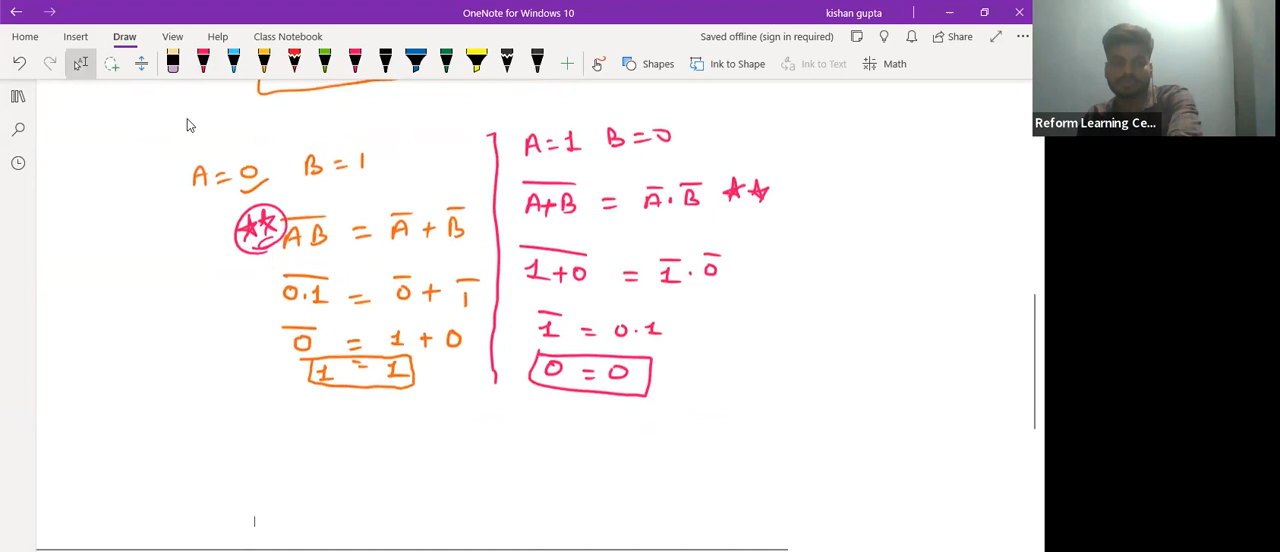 OneNote for Windows 10
kishan gupta
Home Insert Draw View Help Class Notebook
Saved offline (sign in required)
Share
Shapes
Ink to Shape
Ink to Text
Math
Reform Learning Ce...
A = 0 B = 1
** A̅B̅ = A̅ + B̅
0̅.̅1̅ = 0̅ + 1̅
0̅ = 1 + 0
1 = 1
A = 1 B = 0
A̅+̅B̅ = A̅ . B̅ **
1̅+̅0̅ = 1̅ . 0̅
1̅ = 0.1
0 = 0